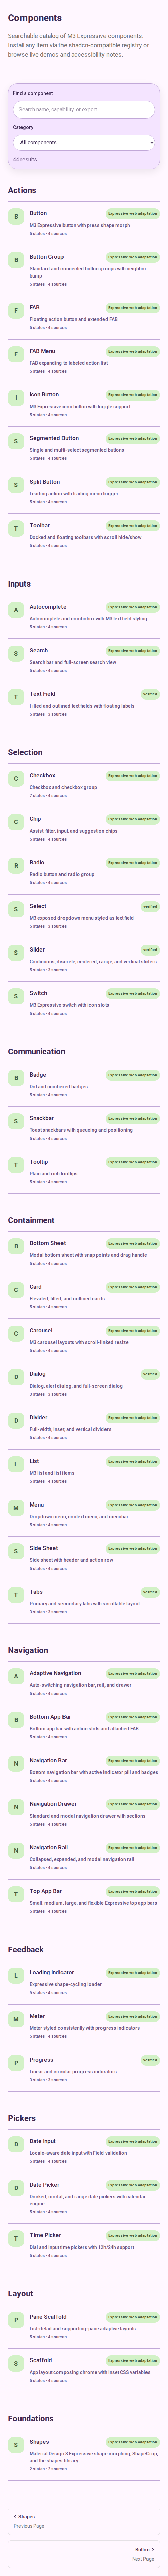 Components
Searchable catalog of M3 Expressive components.
Install any item via the shadcn-compatible registry or
browse live demos and accessibility notes.
Find a component
Search name, capability, or export
Category
All components
44 results
Actions
B
Button
Expressive web adaptation
M3 Expressive button with press shape morph
5 states · 4 sources
B
Button Group
Expressive web adaptation
Standard and connected button groups with neighbor
bump
5 states · 4 sources
F
FAB
Expressive web adaptation
Floating action button and extended FAB
5 states · 4 sources
F
FAB Menu
Expressive web adaptation
FAB expanding to labeled action list
5 states · 4 sources
I
Icon Button
Expressive web adaptation
M3 Expressive icon button with toggle support
5 states · 4 sources
S
Segmented Button
Expressive web adaptation
Single and multi-select segmented buttons
5 states · 4 sources
S
Split Button
Expressive web adaptation
Leading action with trailing menu trigger
5 states · 4 sources
T
Toolbar
Expressive web adaptation
Docked and floating toolbars with scroll hide/show
5 states · 4 sources
Inputs
A
Autocomplete
Expressive web adaptation
Autocomplete and combobox with M3 text field styling
5 states · 4 sources
S
Search
Expressive web adaptation
Search bar and full-screen search view
5 states · 4 sources
T
Text Field
verified
Filled and outlined text fields with floating labels
5 states · 3 sources
Selection
C
Checkbox
Expressive web adaptation
Checkbox and checkbox group
7 states · 4 sources
C
Chip
Expressive web adaptation
Assist, filter, input, and suggestion chips
5 states · 4 sources
R
Radio
Expressive web adaptation
Radio button and radio group
5 states · 4 sources
S
Select
verified
M3 exposed dropdown menu styled as text field
5 states · 3 sources
S
Slider
verified
Continuous, discrete, centered, range, and vertical sliders
5 states · 3 sources
S
Switch
Expressive web adaptation
M3 Expressive switch with icon slots
5 states · 4 sources
Communication
B
Badge
Expressive web adaptation
Dot and numbered badges
5 states · 4 sources
S
Snackbar
Expressive web adaptation
Toast snackbars with queueing and positioning
5 states · 4 sources
T
Tooltip
Expressive web adaptation
Plain and rich tooltips
5 states · 4 sources
Containment
B
Bottom Sheet
Expressive web adaptation
Modal bottom sheet with snap points and drag handle
5 states · 4 sources
C
Card
Expressive web adaptation
Elevated, filled, and outlined cards
5 states · 4 sources
C
Carousel
Expressive web adaptation
M3 carousel layouts with scroll-linked resize
5 states · 4 sources
D
Dialog
verified
Dialog, alert dialog, and full-screen dialog
5 states · 3 sources
D
Divider
Expressive web adaptation
Full-width, inset, and vertical dividers
5 states · 4 sources
L
List
Expressive web adaptation
M3 list and list items
5 states · 4 sources
M
Menu
Expressive web adaptation
Dropdown menu, context menu, and menubar
5 states · 4 sources
S
Side Sheet
Expressive web adaptation
Side sheet with header and action row
5 states · 4 sources
T
Tabs
verified
Primary and secondary tabs with scrollable layout
5 states · 3 sources
Navigation
A
Adaptive Navigation
Expressive web adaptation
Auto-switching navigation bar, rail, and drawer
5 states · 4 sources
B
Bottom App Bar
Expressive web adaptation
Bottom app bar with action slots and attached FAB
5 states · 4 sources
N
Navigation Bar
Expressive web adaptation
Bottom navigation bar with active indicator pill and badges
5 states · 4 sources
N
Navigation Drawer
Expressive web adaptation
Standard and modal navigation drawer with sections
5 states · 4 sources
N
Navigation Rail
Expressive web adaptation
Collapsed, expanded, and modal navigation rail
5 states · 4 sources
T
Top App Bar
Expressive web adaptation
Small, medium, large, and flexible Expressive top app bars
5 states · 4 sources
Feedback
L
Loading Indicator
Expressive web adaptation
Expressive shape-cycling loader
5 states · 4 sources
M
Meter
Expressive web adaptation
Meter styled consistently with progress indicators
5 states · 4 sources
P
Progress
verified
Linear and circular progress indicators
5 states · 3 sources
Pickers
D
Date Input
Expressive web adaptation
Locale-aware date input with Field validation
5 states · 4 sources
D
Date Picker
Expressive web adaptation
Docked, modal, and range date pickers with calendar
engine
5 states · 4 sources
T
Time Picker
Expressive web adaptation
Dial and input time pickers with 12h/24h support
5 states · 4 sources
Layout
P
Pane Scaffold
Expressive web adaptation
List-detail and supporting-pane adaptive layouts
5 states · 4 sources
S
Scaffold
Expressive web adaptation
App layout composing chrome with inset CSS variables
5 states · 4 sources
Foundations
S
Shapes
Expressive web adaptation
Material Design 3 Expressive shape morphing, ShapeCrop,
and the shapes library
2 states · 2 sources
Shapes
Previous Page
Button
Next Page